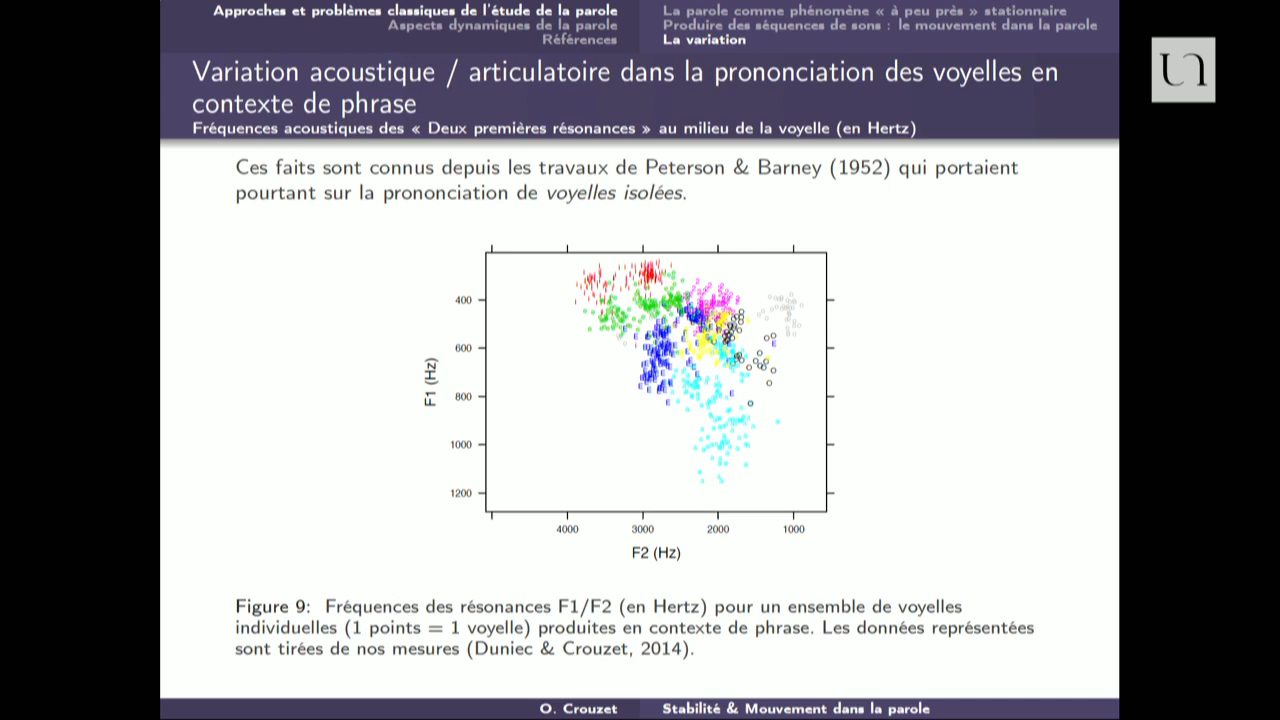 Approches et problèmes classiques de l'étude de la parole
Aspects dynamiques de la parole
Références
La parole comme phénomène « à peu près » stationnaire
Produire des séquences de sons : le mouvement dans la parole
La variation
Variation acoustique / articulatoire dans la prononciation des voyelles en
contexte de phrase
Fréquences acoustiques des « Deux premières résonances » au milieu de la voyelle (en Hertz)
Ces faits sont connus depuis les travaux de Peterson & Barney (1952) qui portaient
pourtant sur la prononciation de voyelles isolées.
F1 (Hz)
400
600
800
1000
1200
4000 3000 2000 1000
F2 (Hz)
Figure 9: Fréquences des résonances F1/F2 (en Hertz) pour un ensemble de voyelles
individuelles (1 points = 1 voyelle) produites en contexte de phrase. Les données représentées
sont tirées de nos mesures (Duniec & Crouzet, 2014).
O. Crouzet
Stabilité & Mouvement dans la parole